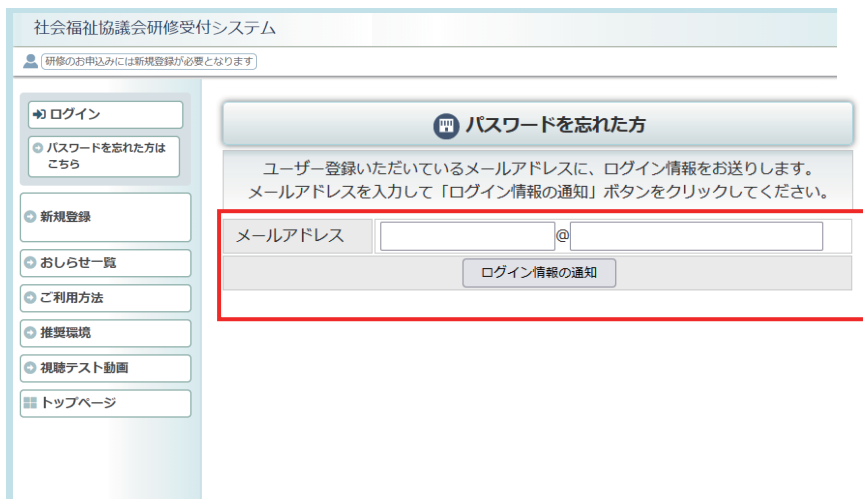 社会福祉協議会研修受付システム
研修のお申込みには新規登録が必要となります
ログイン
パスワードを忘れた方は
こちら
新規登録
おしらせ一覧
ご利用方法
推奨環境
視聴テスト動画
トップページ
パスワードを忘れた方
ユーザー登録いただいているメールアドレスに、ログイン情報をお送りします。
メールアドレスを入力して「ログイン情報の通知」ボタンをクリックしてください。
メールアドレス @
ログイン情報の通知